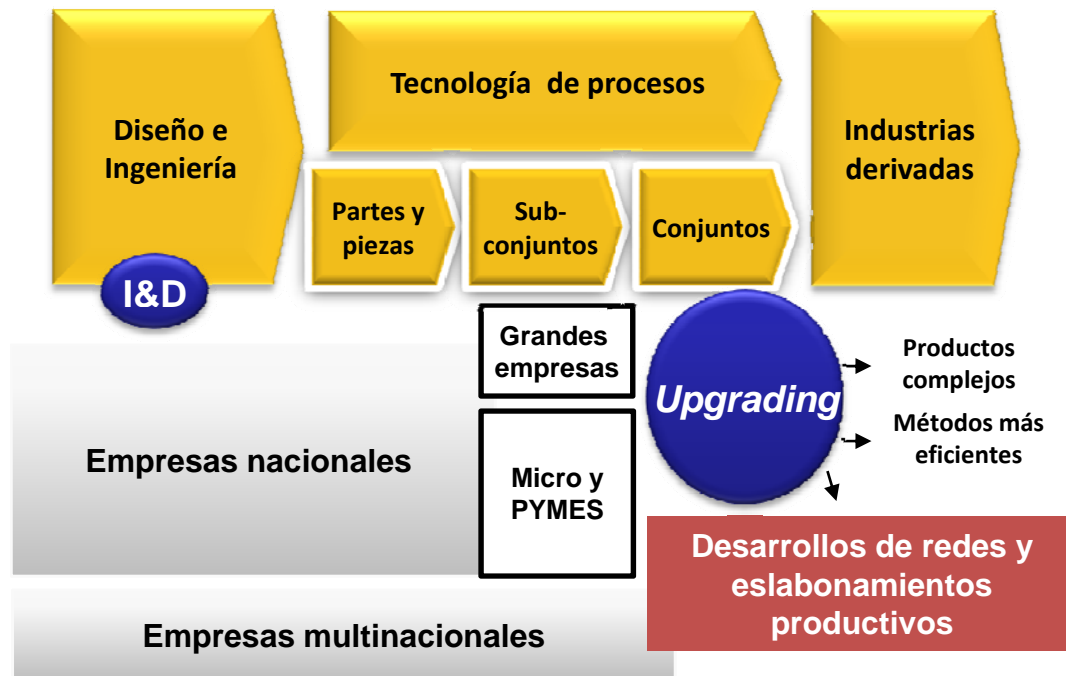 Diseño e
Ingeniería
Tecnología de procesos
Industrias
derivadas
Partes y
piezas
Sub-
conjuntos
Conjuntos
I&D
Grandes
empresas
Upgrading
Productos
complejos
Métodos más
eficientes
Empresas nacionales
Micro y
PYMES
Desarrollos de redes y
eslabonamientos
productivos
Empresas multinacionales